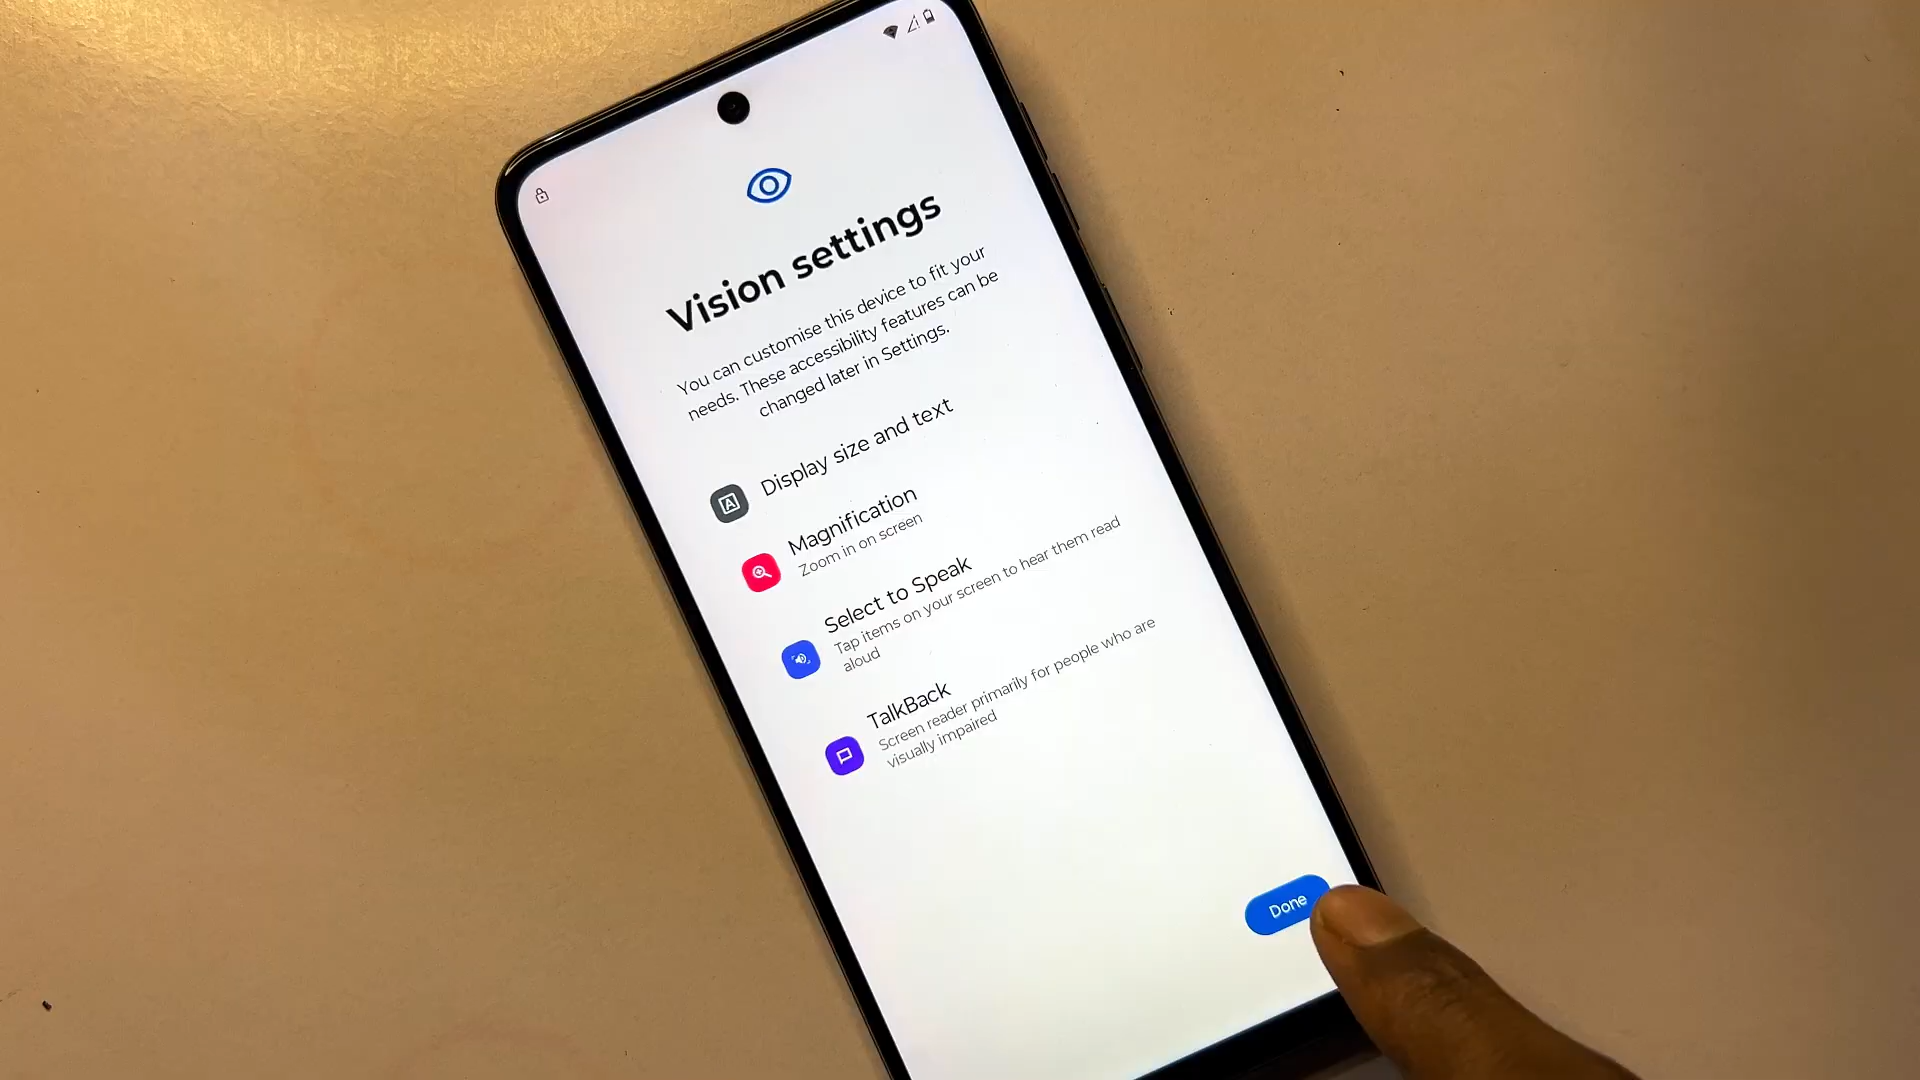 Vision settings
You can customise this device to fit your
needs. These accessibility features can be
changed later in Settings.
Display size and text
Magnification
Zoom in on screen
Select to Speak
Tap items on your screen to hear them read
aloud
TalkBack
Screen reader primarily for people who are
visually impaired
Done